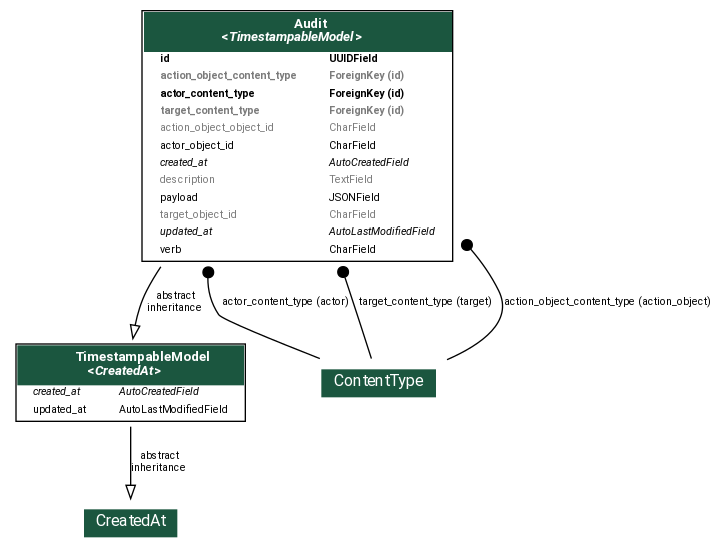 Audit
<TimestampableModel>
id UUIDField
action_object_content_type ForeignKey (id)
actor_content_type ForeignKey (id)
target_content_type ForeignKey (id)
action_object_object_id CharField
actor_object_id CharField
created_at AutoCreatedField
description TextField
payload JSONField
target_object_id CharField
updated_at AutoLastModifiedField
verb CharField
abstract
inheritance
actor_content_type (actor)
target_content_type (target)
action_object_content_type (action_object)
TimestampableModel
<CreatedAt>
created_at AutoCreatedField
updated_at AutoLastModifiedField
ContentType
abstract
inheritance
CreatedAt